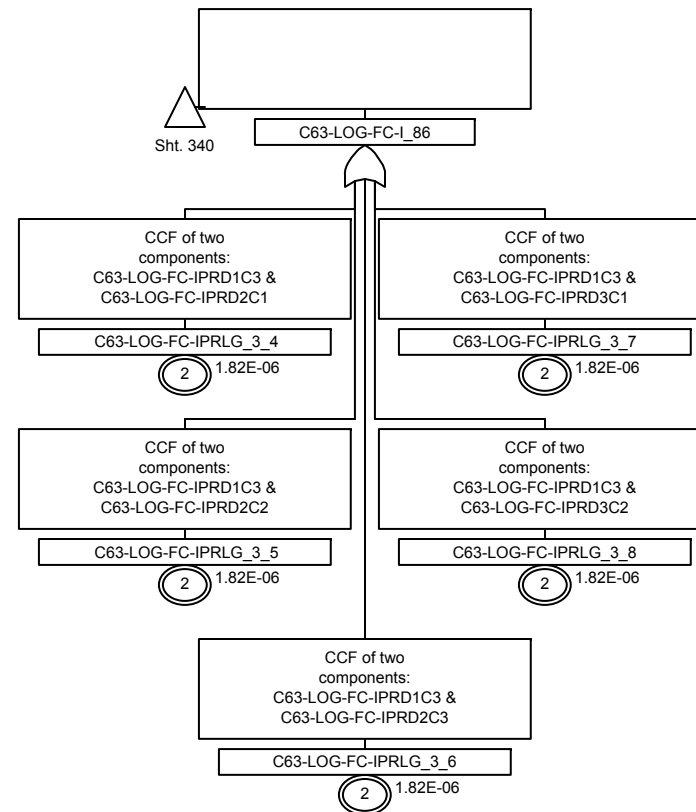 Sht. 340
C63-LOG-FC-I_86
CCF of two
components:
C63-LOG-FC-IPRD1C3 &
C63-LOG-FC-IPRD2C1
C63-LOG-FC-IPRLG_3_4
2
1.82E-06
CCF of two
components:
C63-LOG-FC-IPRD1C3 &
C63-LOG-FC-IPRD3C1
C63-LOG-FC-IPRLG_3_7
2
1.82E-06
CCF of two
components:
C63-LOG-FC-IPRD1C3 &
C63-LOG-FC-IPRD2C2
C63-LOG-FC-IPRLG_3_5
2
1.82E-06
CCF of two
components:
C63-LOG-FC-IPRD1C3 &
C63-LOG-FC-IPRD3C2
C63-LOG-FC-IPRLG_3_8
2
1.82E-06
CCF of two
components:
C63-LOG-FC-IPRD1C3 &
C63-LOG-FC-IPRD2C3
C63-LOG-FC-IPRLG_3_6
2
1.82E-06